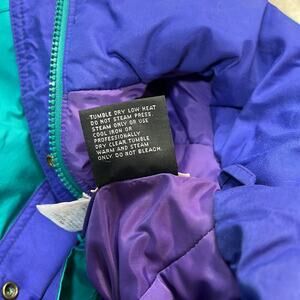 TUMBLE DRY LOW HEAT
DO NOT STEAM PRESS.
STEAM ONLY OR USE
COOL IRON OR
PROFESSIONALLY
DRY CLEAN TUMBLE
WARM AND STEAM
ONLY DO NOT BLEACH.